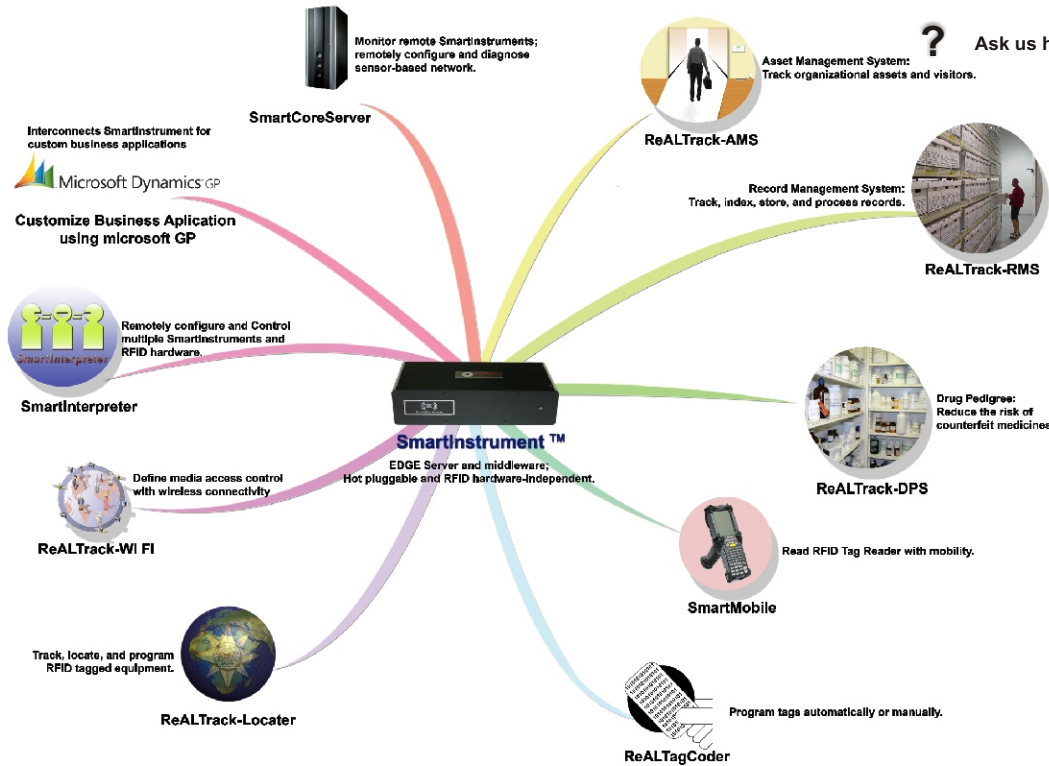 Monitor remote SmartInstruments;
remotely configure and diagnose
sensor-based network.
SmartCoreServer
Asset Management System:
Track organizational assets and visitors.
ReALTrack-AMS
?
Ask us h
Interconnects SmartInstrument for
custom business applications
Microsoft Dynamics GP
Customize Business Aplication
using microsoft GP
Record Management System:
Track, index, store, and process records.
ReALTrack-RMS
SmartInterpreter
Remotely configure and Control
multiple SmartInstruments and
RFID hardware.
SmartInterpreter
SmartInstrument ™
EDGE Server and middleware;
Hot pluggable and RFID hardware-independent.
Drug Pedigree:
Reduce the risk of
counterfeit medicines
ReALTrack-DPS
Define media access control
with wireless connectivity
ReALTrack-WI FI
Read RFID Tag Reader with mobility.
SmartMobile
Track, locate, and program
RFID tagged equipment.
ReALTrack-Locater
Program tags automatically or manually.
ReALTagCoder